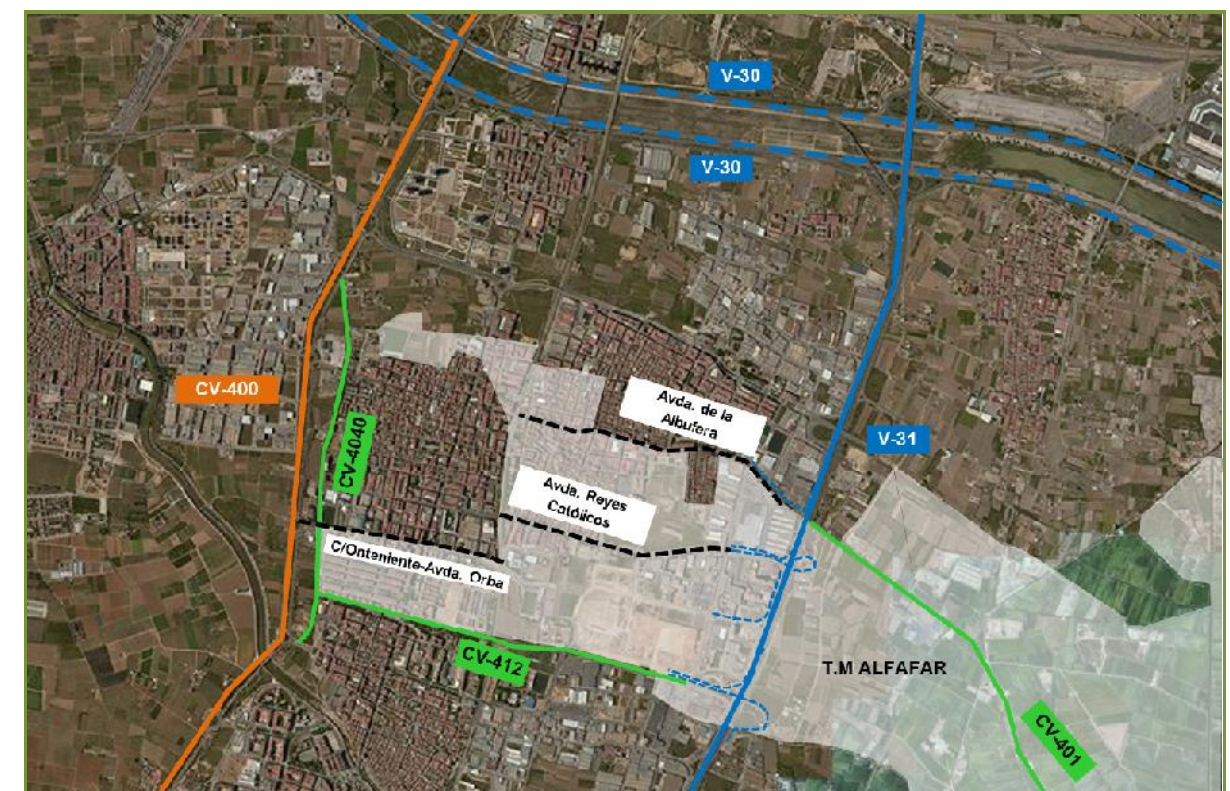 V-30
V-30
CV-400
Avda. de la
Albufera
V-31
CV-4040
Avda. Reyes
Católicos
C/Onteniente-Avda. Orba
CV-412
T.M ALFAFAR
CV-401